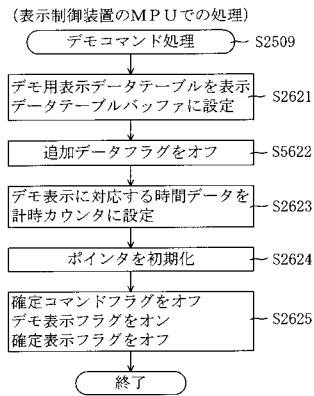 (表示制御装置のMPUでの処理)
デモコマンド処理 S2509
デモ用表示データテーブルを表示
データテーブルバッファに設定
S2621
追加データフラグをオフ S5622
デモ表示に対応する時間データを
計時カウンタに設定
S2623
ポインタを初期化 S2624
確定コマンドフラグをオフ
デモ表示フラグをオン
確定表示フラグをオフ
S2625
終了